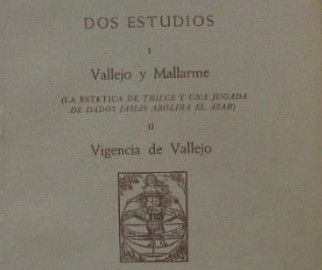 DOS ESTUDIOS
I
Vallejo y Mallarme
(LA ESTETICA DE TRILCE Y UNA JUGADA
DE DADOS JAMAS ABOLIRA EL AZAR)
II
Vigencia de Vallejo